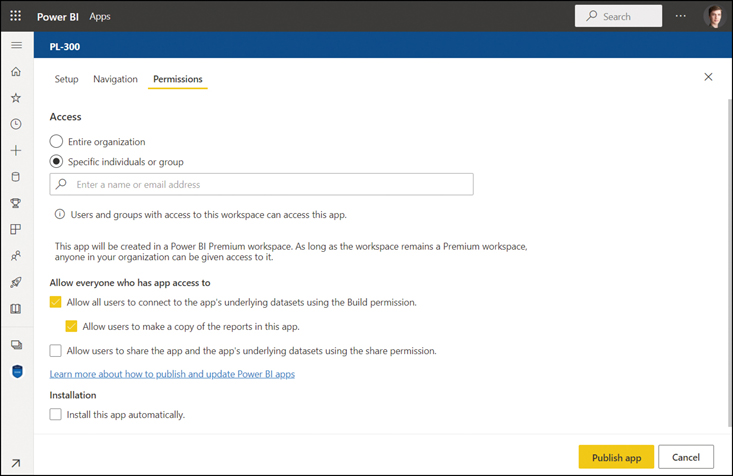 Power BI Apps Search
PL-300
Setup Navigation Permissions
Access
Entire organization
Specific individuals or group
Enter a name or email address
Users and groups with access to this workspace can access this app.
This app will be created in a Power BI Premium workspace. As long as the workspace remains a Premium workspace,
anyone in your organization can be given access to it.
Allow everyone who has app access to
Allow all users to connect to the app's underlying datasets using the Build permission.
Allow users to make a copy of the reports in this app.
Allow users to share the app and the app's underlying datasets using the share permission.
Learn more about how to publish and update Power BI apps
Installation
Install this app automatically.
Publish app Cancel